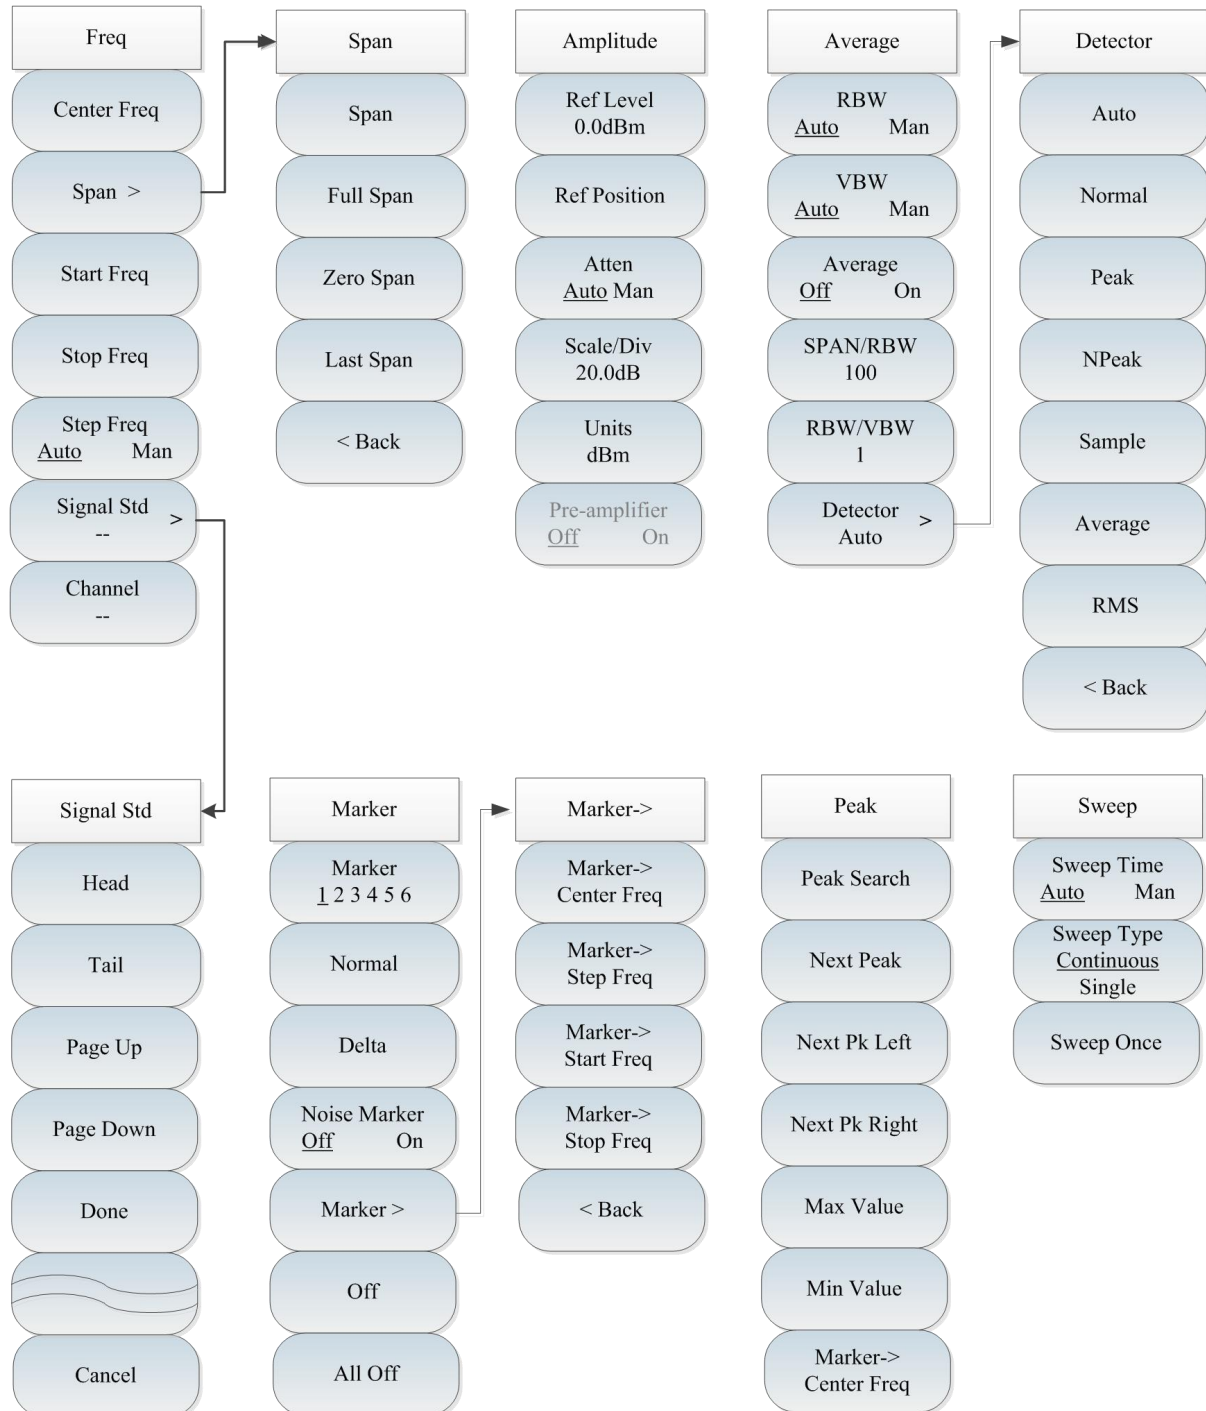 Freq
Center Freq
Span >
Start Freq
Stop Freq
Step Freq
Auto Man
Signal Std >
--
Channel
--
Span
Span
Full Span
Zero Span
Last Span
< Back
Amplitude
Ref Level
0.0dBm
Ref Position
Atten
Auto Man
Scale/Div
20.0dB
Units
dBm
Pre-amplifier
Off On
Average
RBW
Auto Man
VBW
Auto Man
Average
Off On
SPAN/RBW
100
RBW/VBW
1
Detector >
Auto
Detector
Auto
Normal
Peak
NPeak
Sample
Average
RMS
< Back
Signal Std
Head
Tail
Page Up
Page Down
Done
Cancel
Marker
Marker
1 2 3 4 5 6
Normal
Delta
Noise Marker
Off On
Marker >
Off
All Off
Marker->
Marker->
Center Freq
Marker->
Step Freq
Marker->
Start Freq
Marker->
Stop Freq
< Back
Peak
Peak Search
Next Peak
Next Pk Left
Next Pk Right
Max Value
Min Value
Marker->
Center Freq
Sweep
Sweep Time
Auto Man
Sweep Type
Continuous
Single
Sweep Once